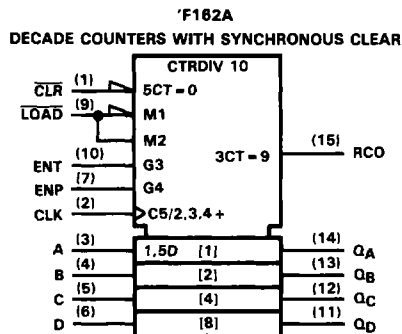 'F162A
DECADE COUNTERS WITH SYNCHRONOUS CLEAR
CTRDIV 10
CLR (1) 5CT = 0
LOAD (9) M1
M2
ENT (10) G3 3CT = 9 (15) RCO
ENP (7) G4
CLK (2) C5/2,3,4+
A (3) 1,5D [1] (14) QA
B (4) [2] (13) QB
C (5) [4] (12) QC
D (6) [8] (11) QD